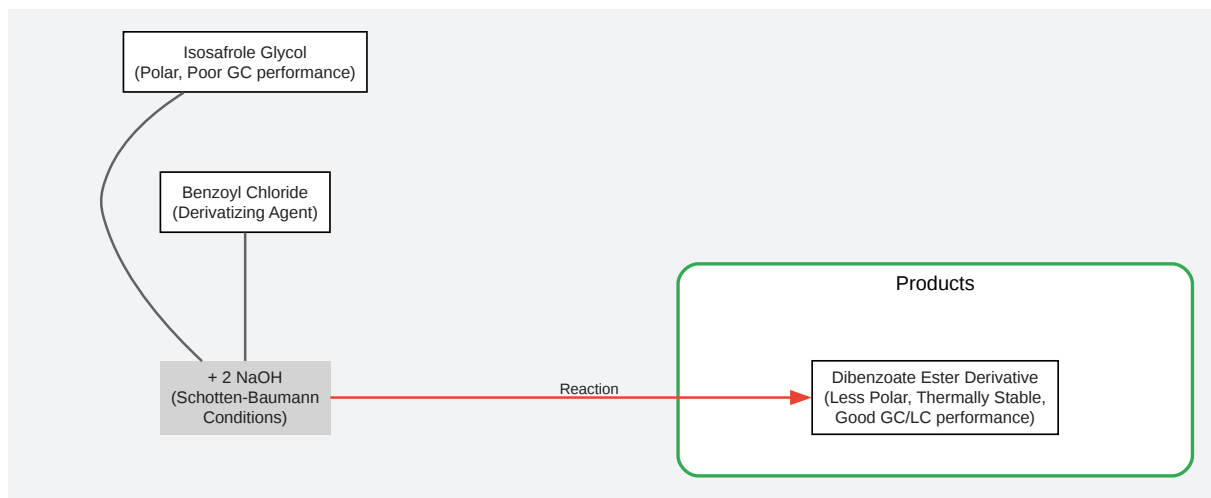 Isosafrole Glycol
(Polar, Poor GC performance)
Benzoyl Chloride
(Derivatizing Agent)
+ 2 NaOH
(Schotten-Baumann
Conditions)
Reaction
Products
Dibenzoate Ester Derivative
(Less Polar, Thermally Stable,
Good GC/LC performance)